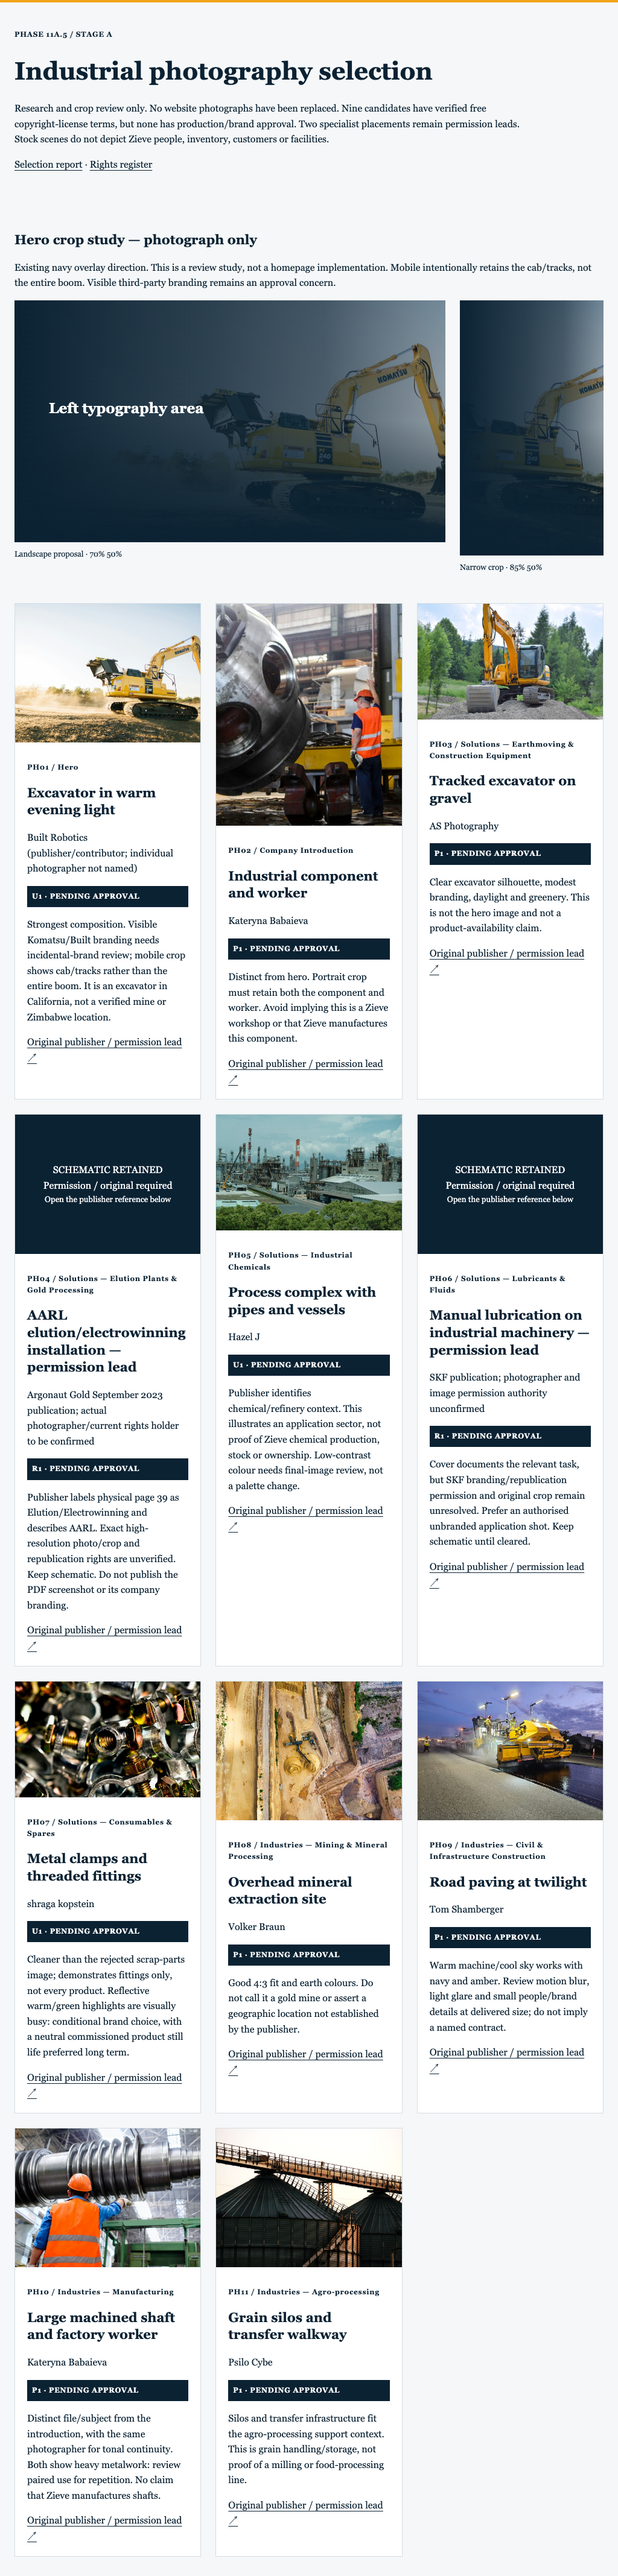 PHASE 11A.5 / STAGE A
Industrial photography selection
Research and crop review only. No website photographs have been replaced. Nine candidates have verified free
copyright-license terms, but none has production/brand approval. Two specialist placements remain permission leads.
Stock scenes do not depict Zieve people, inventory, customers or facilities.
Selection report · Rights register
Hero crop study — photograph only
Existing navy overlay direction. This is a review study, not a homepage implementation. Mobile intentionally retains the cab/tracks, not
the entire boom. Visible third-party branding remains an approval concern.
KOMATSU
Left typography area
KOMATSU
Landscape proposal · 70% 50%
Narrow crop · 85% 50%
PH01 / Hero
Excavator in warm
evening light
Built Robotics
(publisher/contributor; individual
photographer not named)
U1 · PENDING APPROVAL
Strongest composition. Visible
Komatsu/Built branding needs
incidental-brand review; mobile crop
shows cab/tracks rather than the
entire boom. It is an excavator in
California, not a verified mine or
Zimbabwe location.
Original publisher / permission lead
↗
PH02 / Company Introduction
Industrial component
and worker
Kateryna Babaieva
P1 · PENDING APPROVAL
Distinct from hero. Portrait crop
must retain both the component and
worker. Avoid implying this is a Zieve
workshop or that Zieve manufactures
this component.
Original publisher / permission lead
↗
PH03 / Solutions — Earthmoving &
Construction Equipment
Tracked excavator on
gravel
AS Photography
P1 · PENDING APPROVAL
Clear excavator silhouette, modest
branding, daylight and greenery. This
is not the hero image and not a
product-availability claim.
Original publisher / permission lead
↗
SCHEMATIC RETAINED
Permission / original required
Open the publisher reference below
PH04 / Solutions — Elution Plants &
Gold Processing
AARL
elution/electrowinning
installation —
permission lead
Argonaut Gold September 2023
publication; actual
photographer/current rights holder
to be confirmed
R1 · PENDING APPROVAL
Publisher labels physical page 39 as
Elution/Electrowinning and
describes AARL. Exact high-
resolution photo/crop and
republication rights are unverified.
Keep schematic. Do not publish the
PDF screenshot or its company
branding.
Original publisher / permission lead
↗
PH05 / Solutions — Industrial
Chemicals
Process complex with
pipes and vessels
Hazel J
U1 · PENDING APPROVAL
Publisher identifies
chemical/refinery context. This
illustrates an application sector, not
proof of Zieve chemical production,
stock or ownership. Low-contrast
colour needs final-image review, not
a palette change.
Original publisher / permission lead
↗
SCHEMATIC RETAINED
Permission / original required
Open the publisher reference below
PH06 / Solutions — Lubricants &
Fluids
Manual lubrication on
industrial machinery —
permission lead
SKF publication; photographer and
image permission authority
unconfirmed
R1 · PENDING APPROVAL
Cover documents the relevant task,
but SKF branding/republication
permission and original crop remain
unresolved. Prefer an authorised
unbranded application shot. Keep
schematic until cleared.
Original publisher / permission lead
↗
PH07 / Solutions — Consumables &
Spares
Metal clamps and
threaded fittings
shraga kopstein
U1 · PENDING APPROVAL
Cleaner than the rejected scrap-parts
image; demonstrates fittings only,
not every product. Reflective
warm/green highlights are visually
busy: conditional brand choice, with
a neutral commissioned product still
life preferred long term.
Original publisher / permission lead
↗
PH08 / Industries — Mining & Mineral
Processing
Overhead mineral
extraction site
Volker Braun
P1 · PENDING APPROVAL
Good 4:3 fit and earth colours. Do
not call it a gold mine or assert a
geographic location not established
by the publisher.
Original publisher / permission lead
↗
PH09 / Industries — Civil &
Infrastructure Construction
Road paving at twilight
Tom Shamberger
P1 · PENDING APPROVAL
Warm machine/cool sky works with
navy and amber. Review motion blur,
light glare and small people/brand
details at delivered size; do not imply
a named contract.
Original publisher / permission lead
↗
PH10 / Industries — Manufacturing
Large machined shaft
and factory worker
Kateryna Babaieva
P1 · PENDING APPROVAL
Distinct file/subject from the
introduction, with the same
photographer for tonal continuity.
Both show heavy metalwork: review
paired use for repetition. No claim
that Zieve manufactures shafts.
Original publisher / permission lead
↗
PH11 / Industries — Agro-processing
Grain silos and
transfer walkway
Psilo Cybe
P1 · PENDING APPROVAL
Silos and transfer infrastructure fit
the agro-processing support context.
This is grain handling/storage, not
proof of a milling or food-processing
line.
Original publisher / permission lead
↗